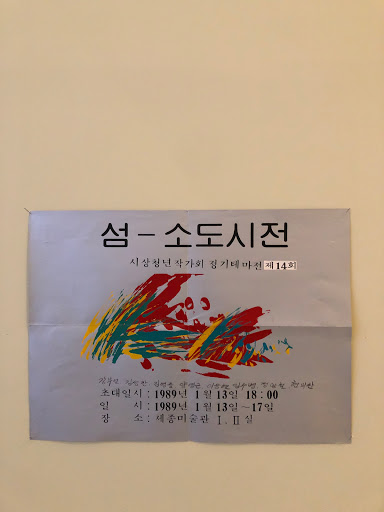 섬 – 소도시전
시상청년작가회 정기테마전 제14회
초대일시 : 1989년 1월 13일 18 : 00
일 시 : 1989년 1월 13일~17일
장 소 : 세종미술관 I. II 실